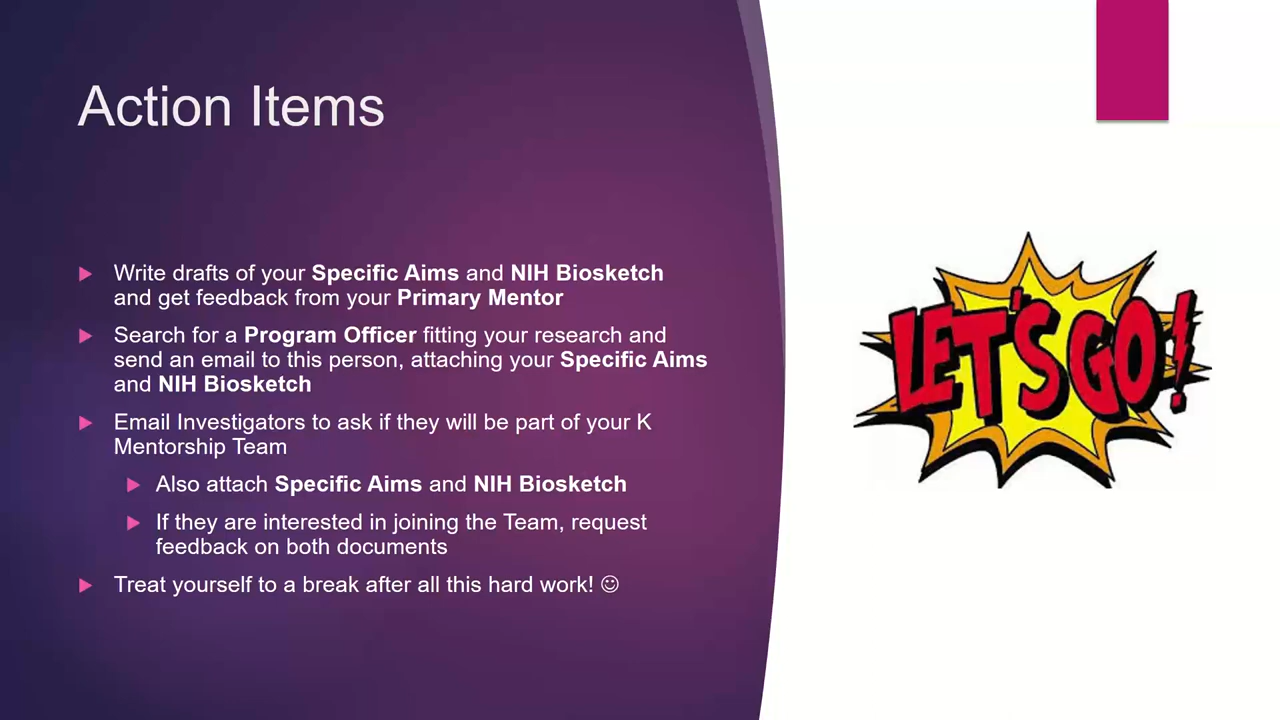 Action Items
Write drafts of your Specific Aims and NIH Biosketch
and get feedback from your Primary Mentor
Search for a Program Officer fitting your research and
send an email to this person, attaching your Specific Aims
and NIH Biosketch
Email Investigators to ask if they will be part of your K
Mentorship Team
Also attach Specific Aims and NIH Biosketch
If they are interested in joining the Team, request
feedback on both documents
Treat yourself to a break after all this hard work! ☺
LET'S GO!